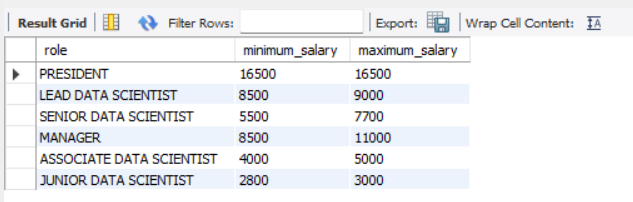 Result Grid Filter Rows: Export: Wrap Cell Content: IA
role minimum_salary maximum_salary
PRESIDENT 16500 16500
LEAD DATA SCIENTIST 8500 9000
SENIOR DATA SCIENTIST 5500 7700
MANAGER 8500 11000
ASSOCIATE DATA SCIENTIST 4000 5000
JUNIOR DATA SCIENTIST 2800 3000